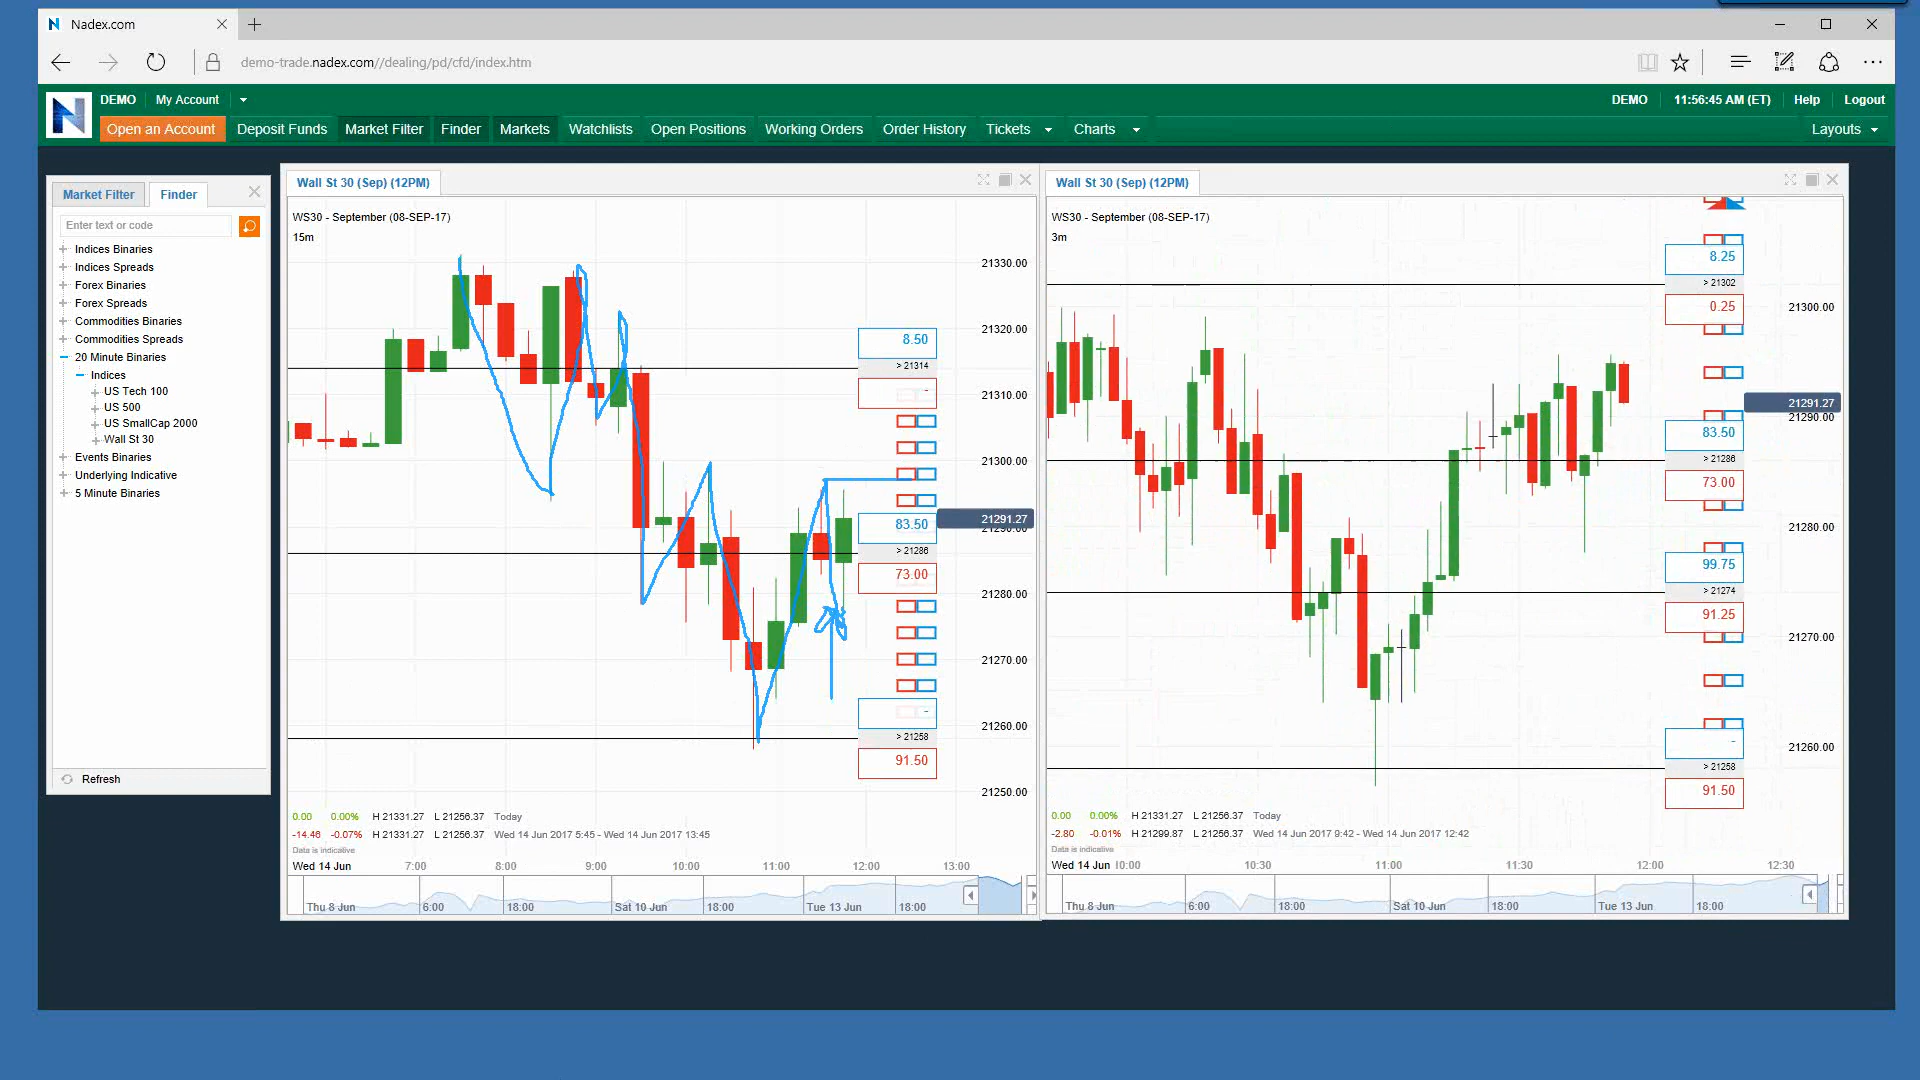 Nadex.com
demo-trade.nadex.com//dealing/pd/cfd/index.htm
DEMO My Account
DEMO 11:56:45 AM (ET) Help Logout
Open an Account Deposit Funds Market Filter Finder Markets Watchlists Open Positions Working Orders Order History Tickets Charts Layouts
Market Filter Finder
Enter text or code
Indices Binaries
Indices Spreads
Forex Binaries
Forex Spreads
Commodities Binaries
Commodities Spreads
20 Minute Binaries
Indices
US Tech 100
US 500
US SmallCap 2000
Wall St 30
Events Binaries
Underlying Indicative
5 Minute Binaries
Refresh
Wall St 30 (Sep) (12PM)
WS30 - September (08-SEP-17)
15m
21330.00
21320.00
21310.00
21300.00
21291.27
21290.00
21280.00
21270.00
21260.00
21250.00
8.50
> 21314
-
83.50
> 21286
73.00
-
> 21258
91.50
0.00 0.00% H 21331.27 L 21256.37 Today
-14.46 -0.07% H 21331.27 L 21256.37 Wed 14 Jun 2017 5:45 - Wed 14 Jun 2017 13:45
Data is indicative
Wed 14 Jun 7:00 8:00 9:00 10:00 11:00 12:00 13:00
Thu 8 Jun 6:00 18:00 Sat 10 Jun 18:00 Tue 13 Jun 18:00
Wall St 30 (Sep) (12PM)
WS30 - September (08-SEP-17)
3m
8.25
> 21302
0.25
21300.00
21291.27
21290.00
83.50
> 21286
73.00
21280.00
99.75
> 21274
91.25
21270.00
21260.00
-
> 21258
91.50
0.00 0.00% H 21331.27 L 21256.37 Today
-2.80 -0.01% H 21299.87 L 21256.37 Wed 14 Jun 2017 9:42 - Wed 14 Jun 2017 12:42
Data is indicative
Wed 14 Jun 10:00 10:30 11:00 11:30 12:00 12:30
Thu 8 Jun 6:00 18:00 Sat 10 Jun 18:00 Tue 13 Jun 18:00